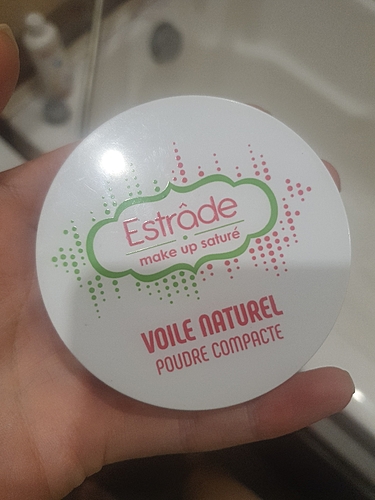 Estrâde
make up saturé
VOILE NATUREL
POUDRE COMPACTE